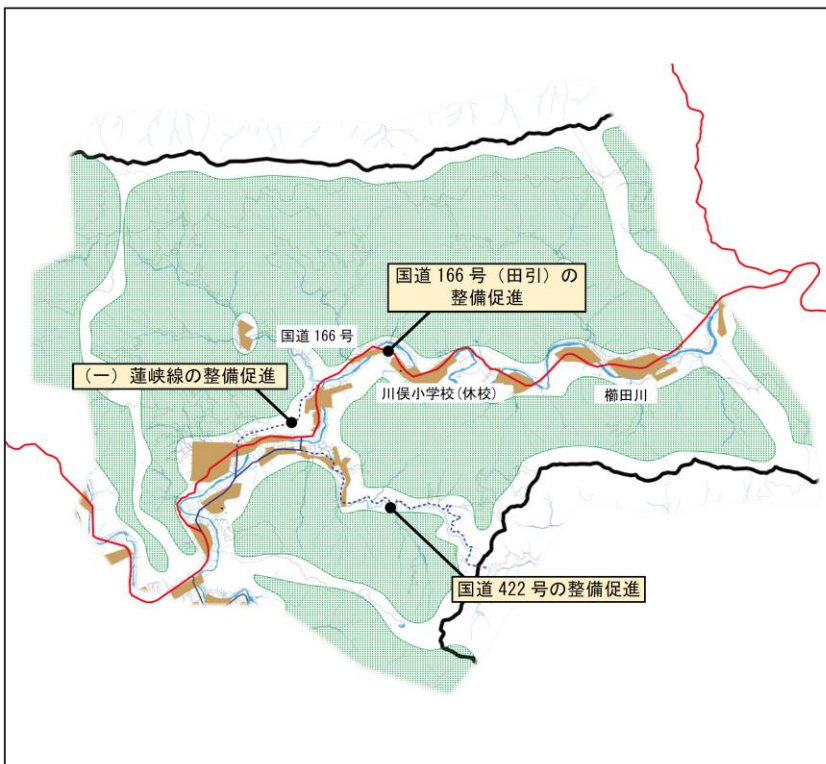 国道 166 号（田引）の
整備促進
国道 166 号
（一）蓮峡線の整備促進
川俣小学校(休校)
櫛田川
国道 422 号の整備促進